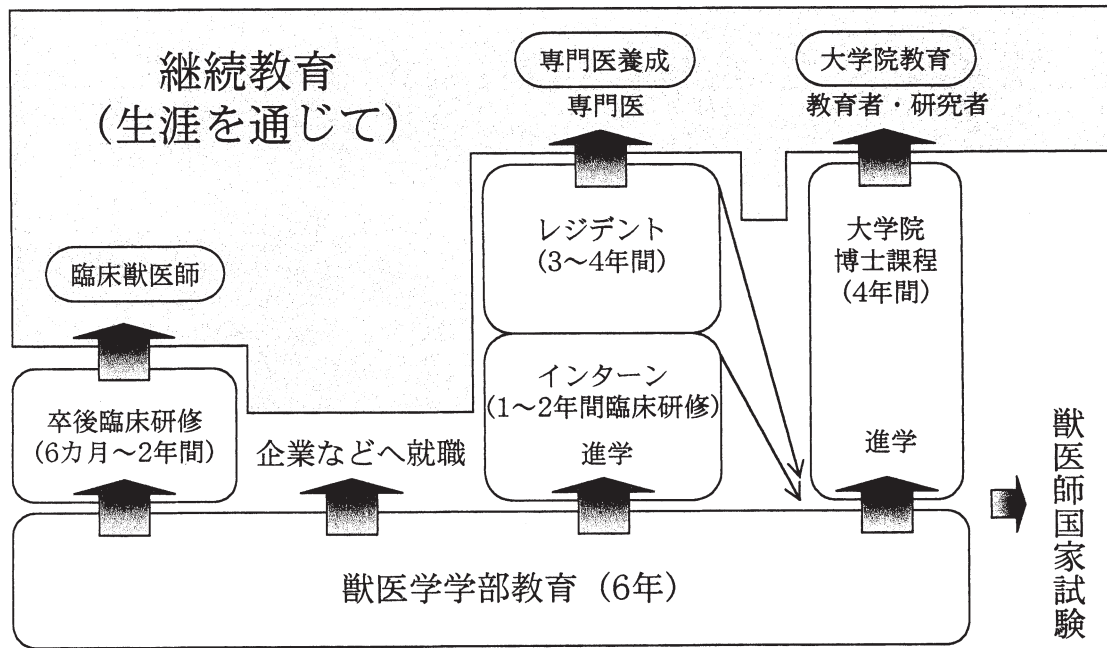 継続教育
(生涯を通じて)
専門医養成
専門医
大学院教育
教育者・研究者
臨床獣医師
レジデント
(3〜4年間)
大学院
博士課程
(4年間)
卒後臨床研修
(6カ月〜2年間)
企業などへ就職
インターン
(1〜2年間臨床研修)
進学
進学
獣医学学部教育(6年)
獣医師国家試験